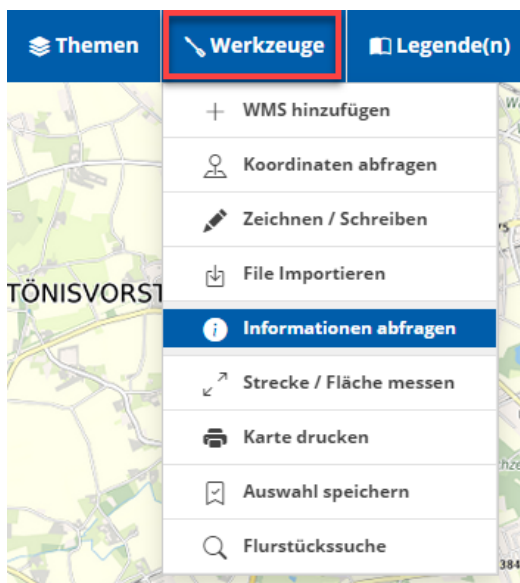 Themen
Werkzeuge
Legende(n)
WMS hinzufügen
Koordinaten abfragen
Zeichnen / Schreiben
File Importieren
TÖNISVORST
Informationen abfragen
Strecke / Fläche messen
Karte drucken
Auswahl speichern
Flurstückssuche
384